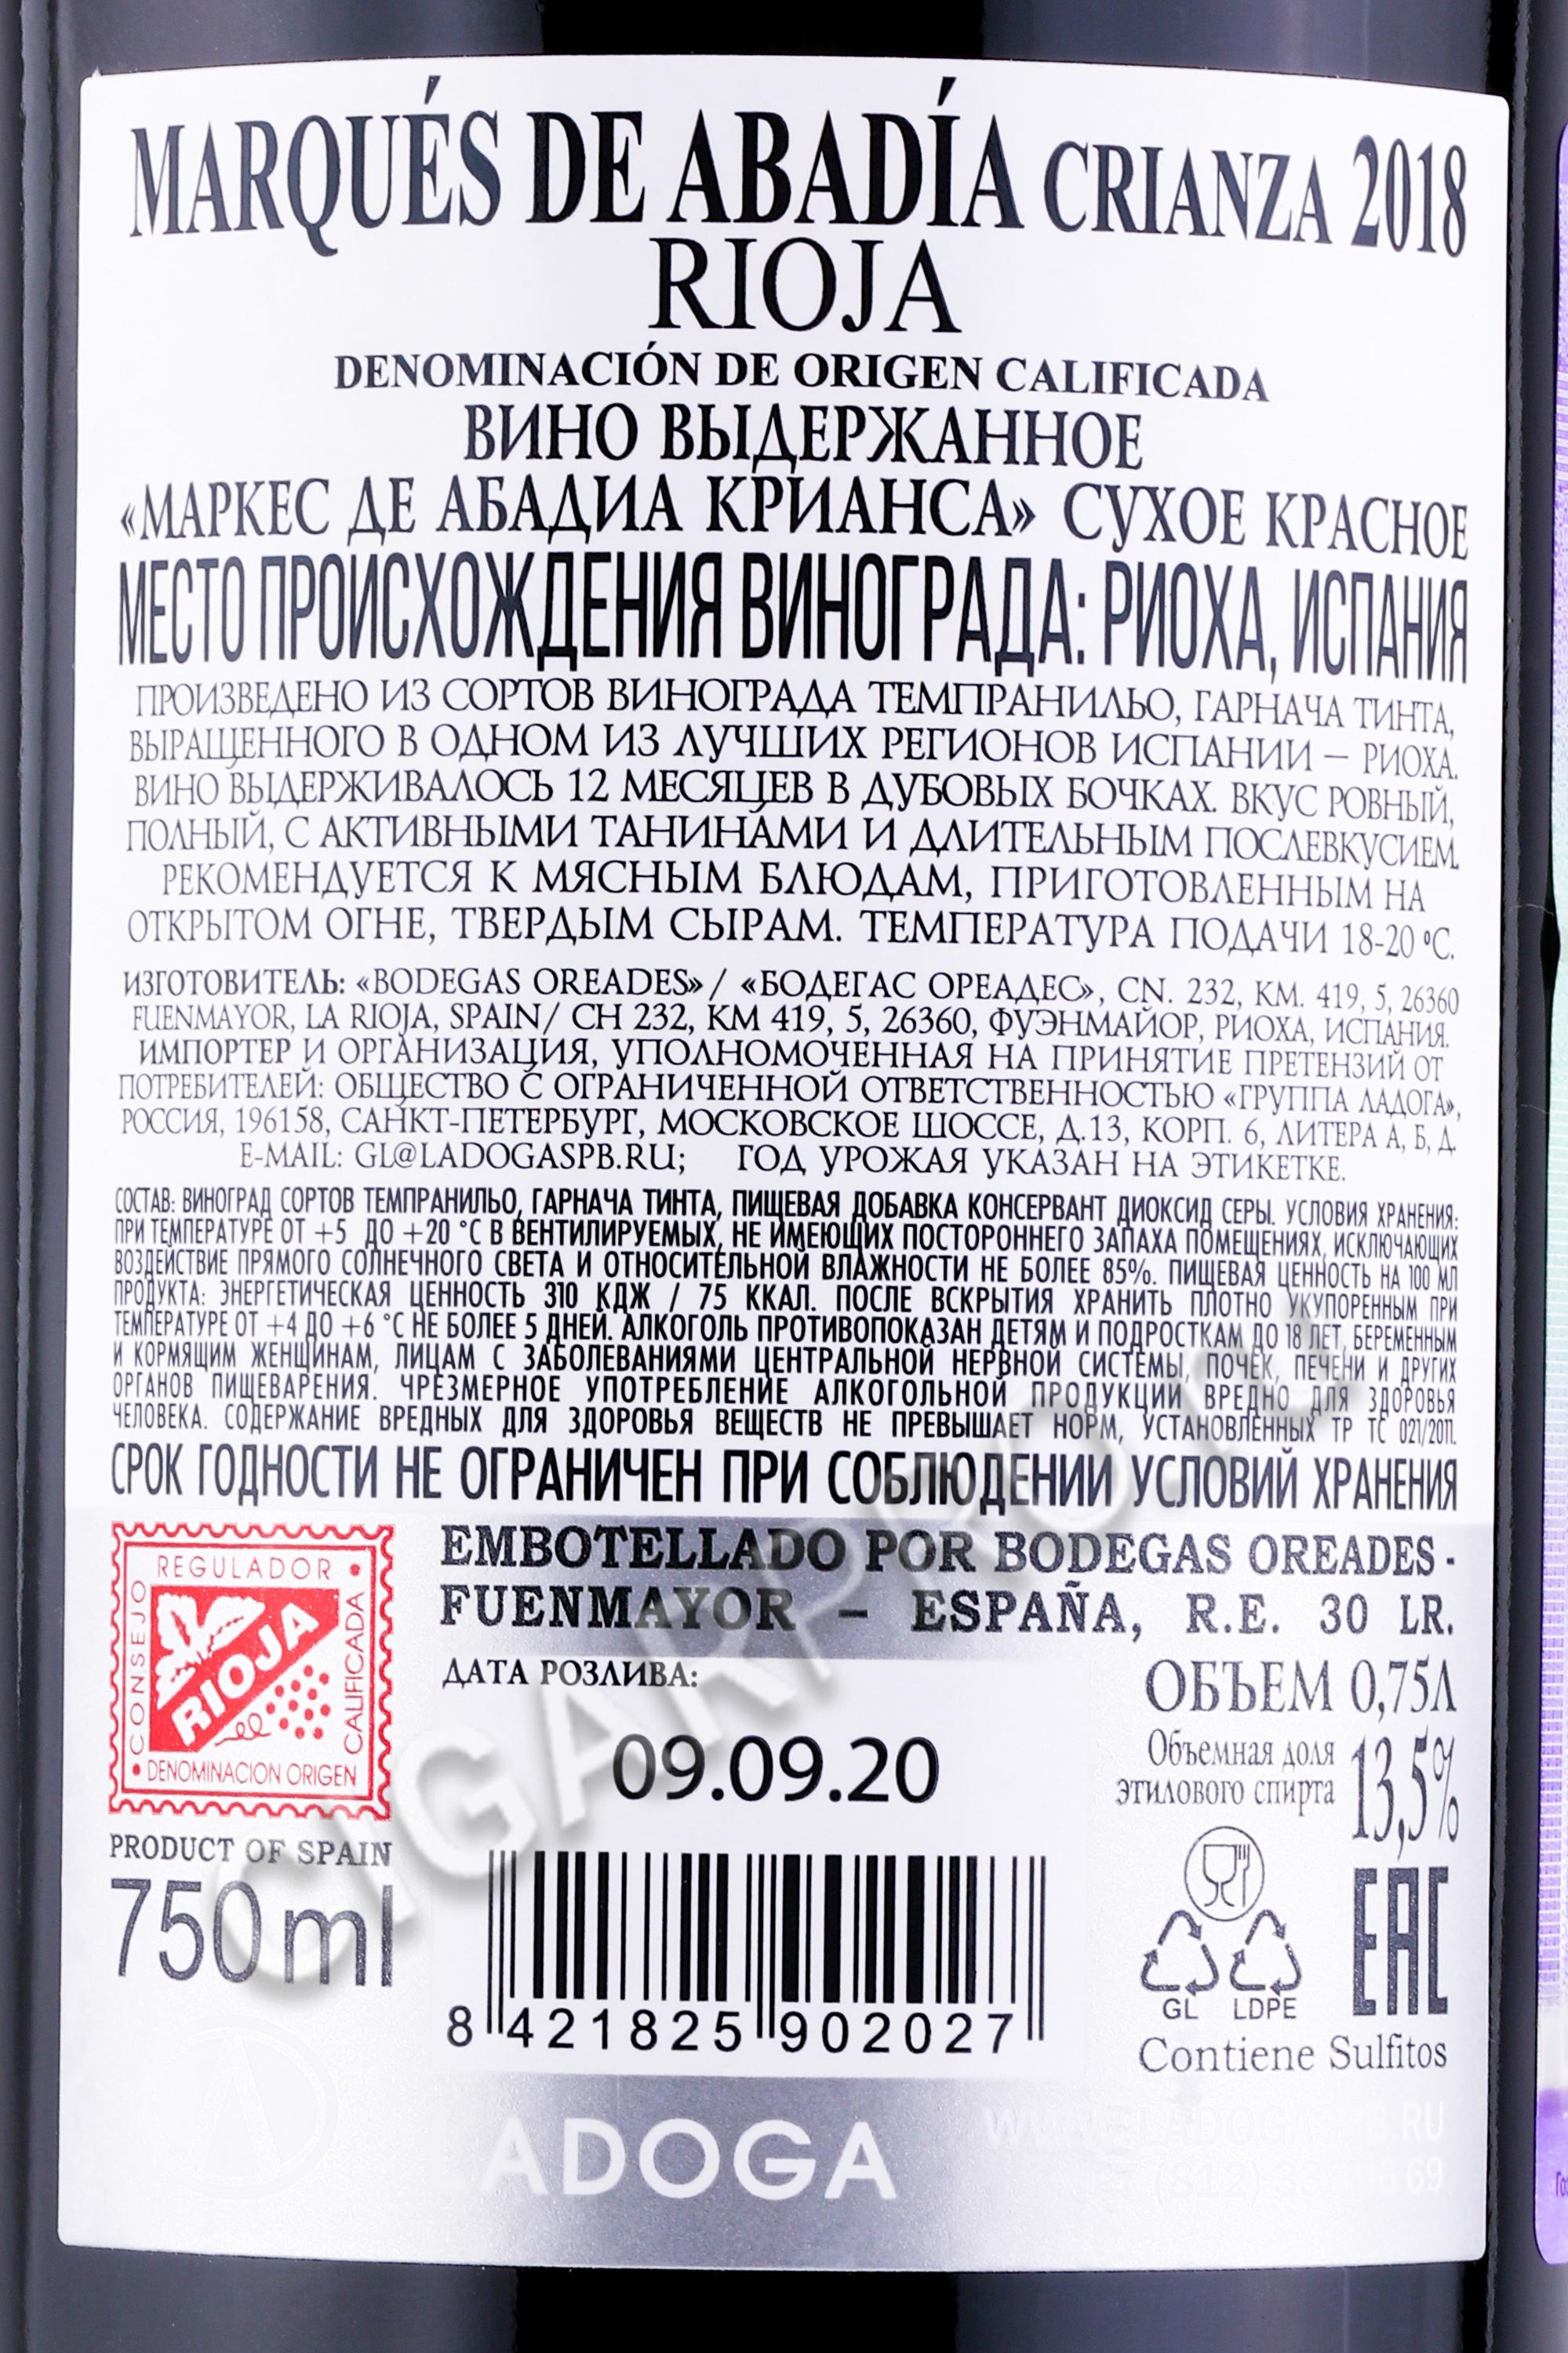 MARQUÉS DE ABADÍA CRIANZA 2018
RIOJA
DENOMINACIÓN DE ORIGEN CALIFICADA
ВИНО ВЫДЕРЖАННОЕ
«МАРКЕС ДЕ АБАДИА КРИАНСА» СУХОЕ КРАСНОЕ
МЕСТО ПРОИСХОЖДЕНИЯ ВИНОГРАДА: РИОХА, ИСПАНИЯ
ПРОИЗВЕДЕНО ИЗ СОРТОВ ВИНОГРАДА ТЕМПРАНИЛЬО, ГАРНАЧА ТИНТА,
ВЫРАЩЕННОГО В ОДНОМ ИЗ ЛУЧШИХ РЕГИОНОВ ИСПАНИИ – РИОХА.
ВИНО ВЫДЕРЖИВАЛОСЬ 12 МЕСЯЦЕВ В ДУБОВЫХ БОЧКАХ. ВКУС РОВНЫЙ,
ПОЛНЫЙ, С АКТИВНЫМИ ТАНИНАМИ И ДЛИТЕЛЬНЫМ ПОСЛЕВКУСИЕМ.
РЕКОМЕНДУЕТСЯ К МЯСНЫМ БЛЮДАМ, ПРИГОТОВЛЕННЫМ НА
ОТКРЫТОМ ОГНЕ, ТВЕРДЫМ СЫРАМ. ТЕМПЕРАТУРА ПОДАЧИ 18-20 °С.
ИЗГОТОВИТЕЛЬ: «BODEGAS OREADES» / «БОДЕГАС ОРЕАДЕС», CN. 232, KM. 419, 5, 26360
FUENMAYOR, LA RIOJA, SPAIN/ СН 232, КМ 419, 5, 26360, ФУЭНМАЙОР, РИОХА, ИСПАНИЯ.
ИМПОРТЕР И ОРГАНИЗАЦИЯ, УПОЛНОМОЧЕННАЯ НА ПРИНЯТИЕ ПРЕТЕНЗИЙ ОТ
ПОТРЕБИТЕЛЕЙ: ОБЩЕСТВО С ОГРАНИЧЕННОЙ ОТВЕТСТВЕННОСТЬЮ «ГРУППА ЛАДОГА»,
РОССИЯ, 196158, САНКТ-ПЕТЕРБУРГ, МОСКОВСКОЕ ШОССЕ, Д.13, КОРП. 6, ЛИТЕРА А, Б, Д.
E-MAIL: GL@LADOGASPB.RU; ГОД УРОЖАЯ УКАЗАН НА ЭТИКЕТКЕ.
СОСТАВ: ВИНОГРАД СОРТОВ ТЕМПРАНИЛЬО, ГАРНАЧА ТИНТА, ПИЩЕВАЯ ДОБАВКА КОНСЕРВАНТ ДИОКСИД СЕРЫ. УСЛОВИЯ ХРАНЕНИЯ:
ПРИ ТЕМПЕРАТУРЕ ОТ +5 ДО +20 °С В ВЕНТИЛИРУЕМЫХ, НЕ ИМЕЮЩИХ ПОСТОРОННЕГО ЗАПАХА ПОМЕЩЕНИЯХ, ИСКЛЮЧАЮЩИХ
ВОЗДЕЙСТВИЕ ПРЯМОГО СОЛНЕЧНОГО СВЕТА И ОТНОСИТЕЛЬНОЙ ВЛАЖНОСТИ НЕ БОЛЕЕ 85%. ПИЩЕВАЯ ЦЕННОСТЬ НА 100 МЛ
ПРОДУКТА: ЭНЕРГЕТИЧЕСКАЯ ЦЕННОСТЬ 310 КДЖ / 75 ККАЛ. ПОСЛЕ ВСКРЫТИЯ ХРАНИТЬ ПЛОТНО УКУПОРЕННЫМ ПРИ
ТЕМПЕРАТУРЕ ОТ +4 ДО +6 °С НЕ БОЛЕЕ 5 ДНЕЙ. АЛКОГОЛЬ ПРОТИВОПОКАЗАН ДЕТЯМ И ПОДРОСТКАМ ДО 18 ЛЕТ, БЕРЕМЕННЫМ
И КОРМЯЩИМ ЖЕНЩИНАМ, ЛИЦАМ С ЗАБОЛЕВАНИЯМИ ЦЕНТРАЛЬНОЙ НЕРВНОЙ СИСТЕМЫ, ПОЧЕК, ПЕЧЕНИ И ДРУГИХ
ОРГАНОВ ПИЩЕВАРЕНИЯ. ЧРЕЗМЕРНОЕ УПОТРЕБЛЕНИЕ АЛКОГОЛЬНОЙ ПРОДУКЦИИ ВРЕДНО ДЛЯ ЗДОРОВЬЯ
ЧЕЛОВЕКА. СОДЕРЖАНИЕ ВРЕДНЫХ ДЛЯ ЗДОРОВЬЯ ВЕЩЕСТВ НЕ ПРЕВЫШАЕТ НОРМ, УСТАНОВЛЕННЫХ ТР ТС 021/2011.
СРОК ГОДНОСТИ НЕ ОГРАНИЧЕН ПРИ СОБЛЮДЕНИИ УСЛОВИЙ ХРАНЕНИЯ
CONSEJO REGULADOR
RIOJA
DENOMINACION ORIGEN CALIFICADA
EMBOTELLADO POR BODEGAS OREADES -
FUENMAYOR – ESPAÑA, R.E. 30 LR.
ДАТА РОЗЛИВА:
09.09.20
ОБЪЕМ 0,75Л
Объемная доля
этилового спирта 13,5%
PRODUCT OF SPAIN
750 ml
8 421825 902027
GL LDPE
EAC
Contiene Sulfitos
ADOGA
69